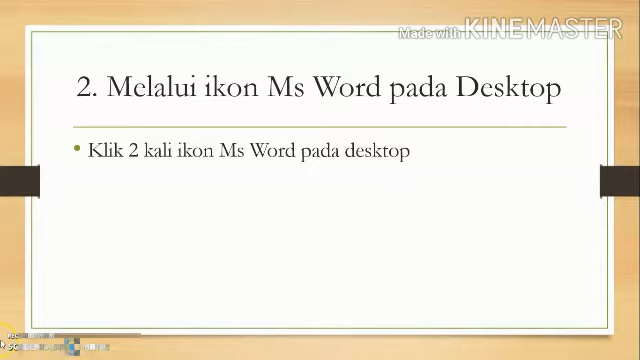 Made with KINEMASTER
2. Melalui ikon Ms Word pada Desktop
• Klik 2 kali ikon Ms Word pada desktop